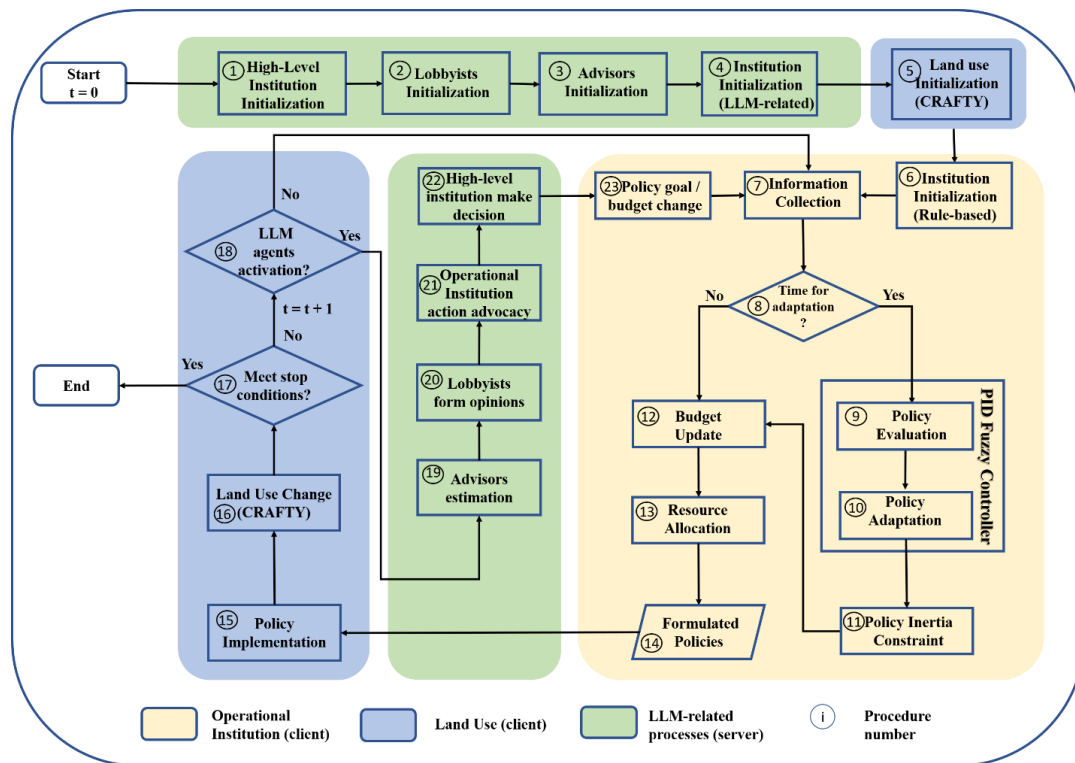 Start
t = 0
1 High-Level
Institution
Initialization
2 Lobbyists
Initialization
3 Advisors
Initialization
4 Institution
Initialization
(LLM-related)
5 Land use
Initialization
(CRAFTY)
No
22 High-level
institution make
decision
23 Policy goal /
budget change
7 Information
Collection
6 Institution
Initialization
(Rule-based)
18 LLM
agents
activation?
Yes
t = t + 1
No
21 Operational
Institution
action advocacy
No
8 Time for
adaptation
?
Yes
Yes
End
17 Meet stop
conditions?
20 Lobbyists
form opinions
12 Budget
Update
9 Policy
Evaluation
PID Fuzzy Controller
10 Policy
Adaptation
Land Use Change
16 (CRAFTY)
19 Advisors
estimation
13 Resource
Allocation
15 Policy
Implementation
Formulated
14 Policies
11 Policy Inertia
Constraint
Operational
Institution (client)
Land Use (client)
LLM-related
processes (server)
i Procedure
number